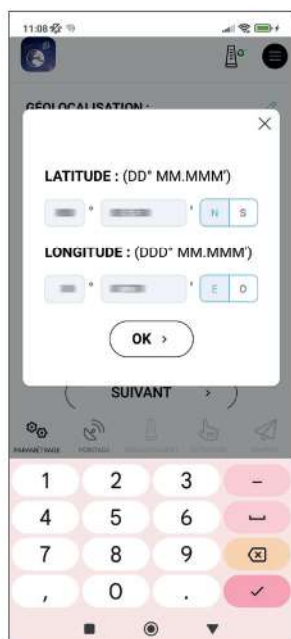 11:08
GÉOLOCALISATION :
LATITUDE : (DD° MM.MMM')
° ' N S
LONGITUDE : (DDD° MM.MMM')
° ' E O
OK >
SUIVANT >
PARAMÉTRAGE POINTAGE
1 2 3 -
4 5 6
7 8 9
, 0 .